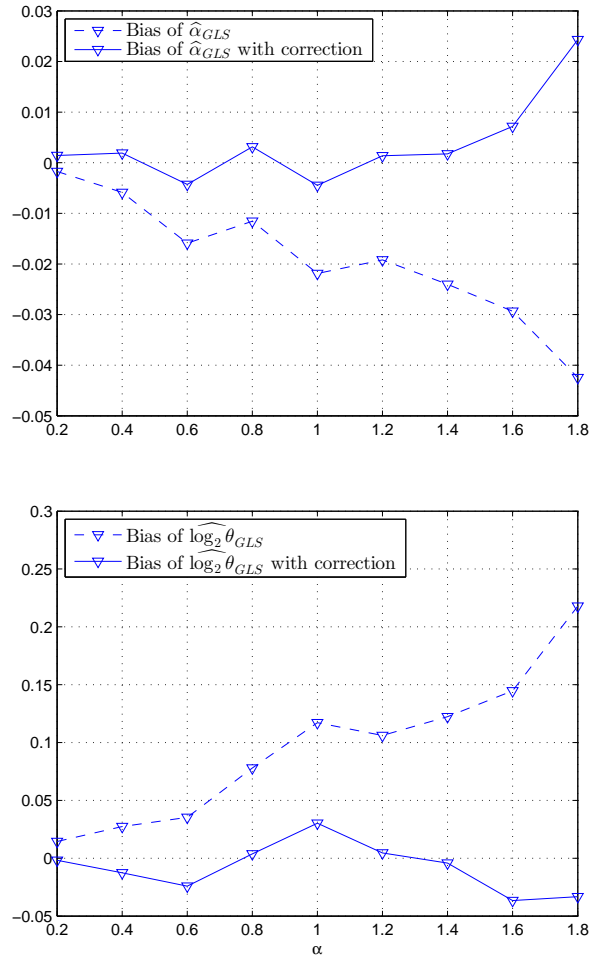 0.03
0.02
0.01
0
−0.01
−0.02
−0.03
−0.04
−0.05
Bias of α̂_GLS
Bias of α̂_GLS with correction
0.2 0.4 0.6 0.8 1 1.2 1.4 1.6 1.8
0.3
0.25
0.2
0.15
0.1
0.05
0
−0.05
Bias of \widehat{log₂ θ}_GLS
Bias of \widehat{log₂ θ}_GLS with correction
0.2 0.4 0.6 0.8 1 1.2 1.4 1.6 1.8
α